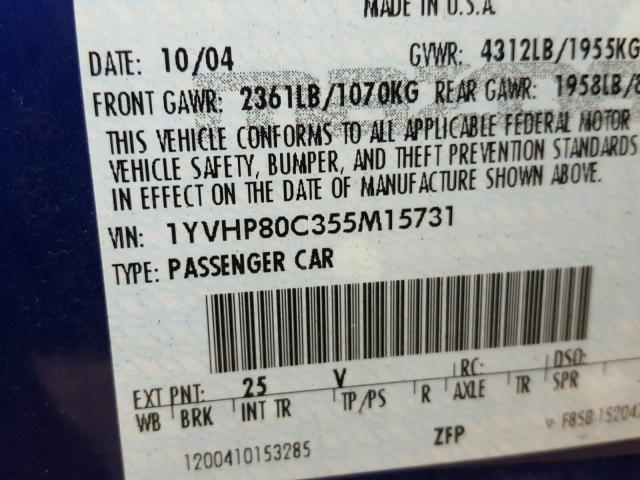 MADE IN U.S.A.
DATE: 10/04 GVWR: 4312LB/1955KG
FRONT GAWR: 2361LB/1070KG REAR GAWR: 1958LB/8
THIS VEHICLE CONFORMS TO ALL APPLICABLE FEDERAL MOTOR
VEHICLE SAFETY, BUMPER, AND THEFT PREVENTION STANDARDS
IN EFFECT ON THE DATE OF MANUFACTURE SHOWN ABOVE.
VIN: 1YVHP80C355M15731
TYPE: PASSENGER CAR
EXT PNT: 25 V RC: DSO:
WB BRK INT TR TP/PS R AXLE TR SPR
1200410153285 ZFP F85B-15204